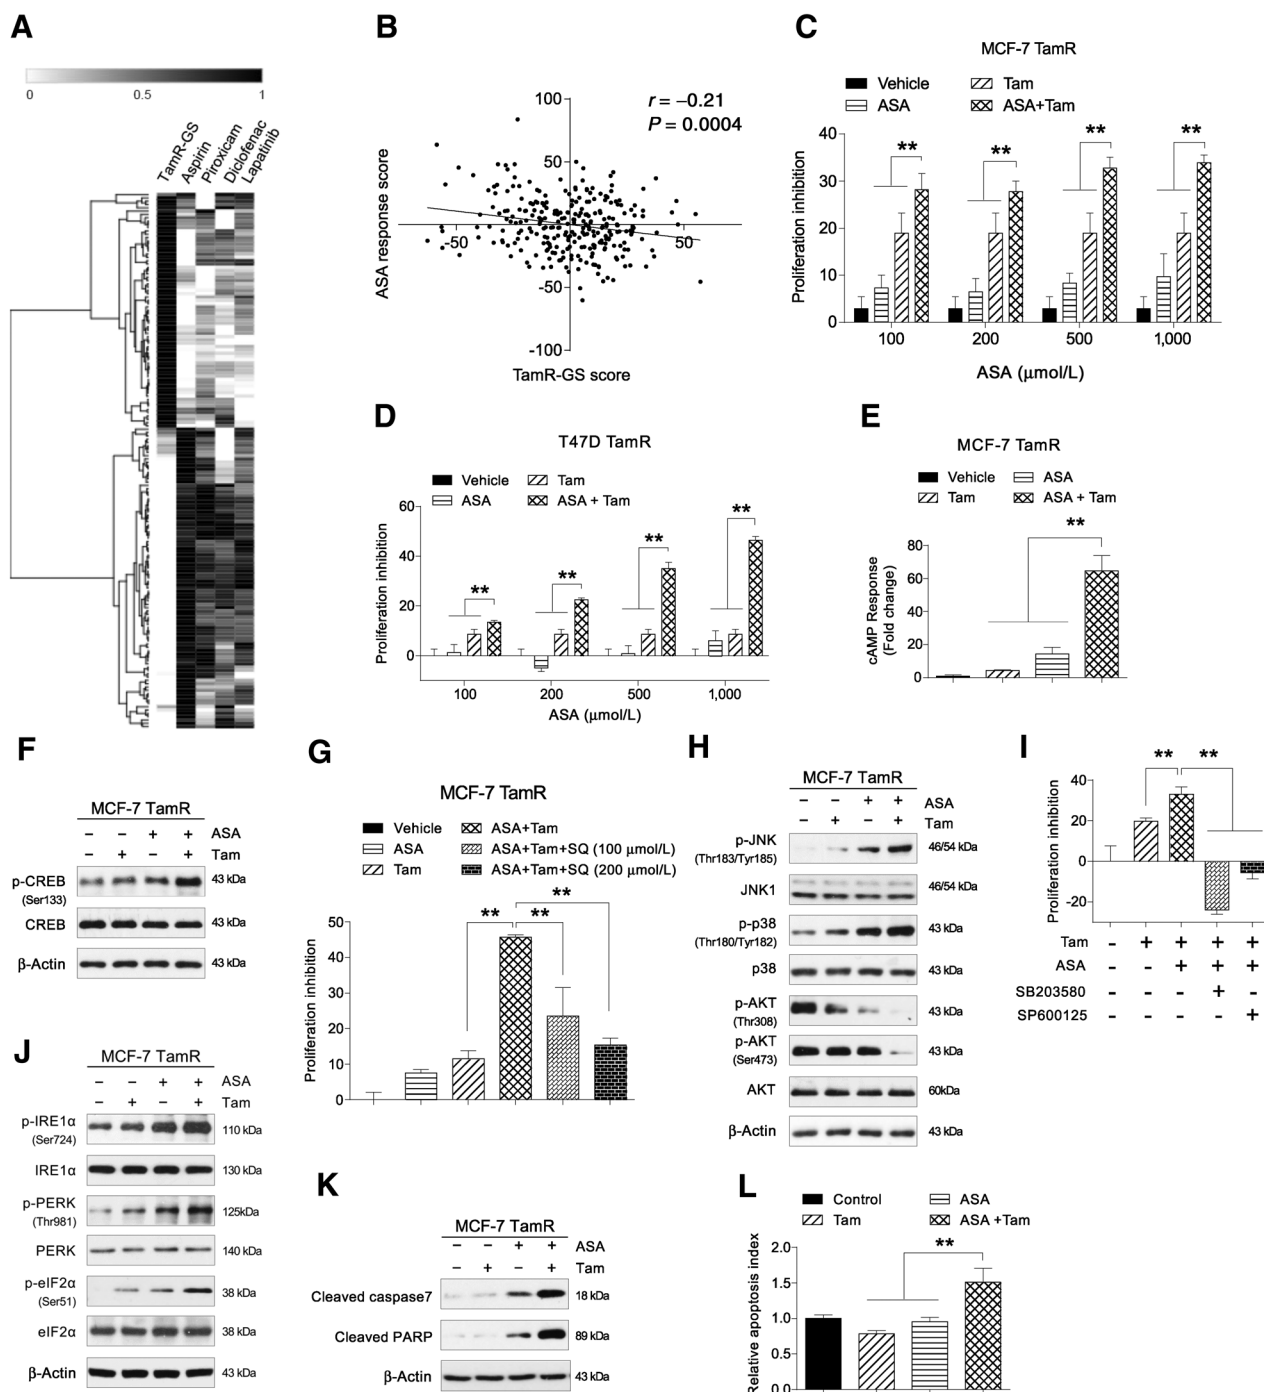 A
0 0.5 1
TamR-GS
Aspirin
Piroxicam
Diclofenac
Lapatinib
B
r = −0.21
P = 0.0004
100
50
-50
-100
-50 50
ASA response score
TamR-GS score
C
MCF-7 TamR
Vehicle Tam
ASA ASA+Tam
Proliferation inhibition
40
30
20
10
0
** ** ** **
100 200 500 1,000
ASA (μmol/L)
D
T47D TamR
Vehicle Tam
ASA ASA + Tam
Proliferation inhibition
60
40
20
0
** ** ** **
100 200 500 1,000
ASA (μmol/L)
E
MCF-7 TamR
Vehicle ASA
Tam ASA + Tam
**
cAMP Response
(Fold change)
80
60
40
20
0
F
MCF-7 TamR
– – + + ASA
– + – + Tam
p-CREB 43 kDa
(Ser133)
CREB 43 kDa
β-Actin 43 kDa
G
MCF-7 TamR
Vehicle ASA+Tam
ASA ASA+Tam+SQ (100 μmol/L)
Tam ASA+Tam+SQ (200 μmol/L)
** ** **
Proliferation inhibition
50
40
30
20
10
0
H
MCF-7 TamR
– – + + ASA
– + – + Tam
p-JNK 46/54 kDa
(Thr183/Tyr185)
JNK1 46/54 kDa
p-p38 43 kDa
(Thr180/Tyr182)
p38 43 kDa
p-AKT 43 kDa
(Thr308)
p-AKT 43 kDa
(Ser473)
AKT 60kDa
β-Actin 43 kDa
I
** **
Proliferation inhibition
40
20
0
-20
Tam - + + + +
ASA - - + + +
SB203580 - - - + -
SP600125 - - - - +
J
MCF-7 TamR
– – + + ASA
– + – + Tam
p-IRE1α 110 kDa
(Ser724)
IRE1α 130 kDa
p-PERK 125kDa
(Thr981)
PERK 140 kDa
p-eIF2α 38 kDa
(Ser51)
eIF2α 38 kDa
β-Actin 43 kDa
K
MCF-7 TamR
– – + + ASA
– + – + Tam
Cleaved caspase7 18 kDa
Cleaved PARP 89 kDa
β-Actin 43 kDa
L
Control ASA
Tam ASA +Tam
**
Relative apoptosis index
2.0
1.5
1.0
0.5
0.0